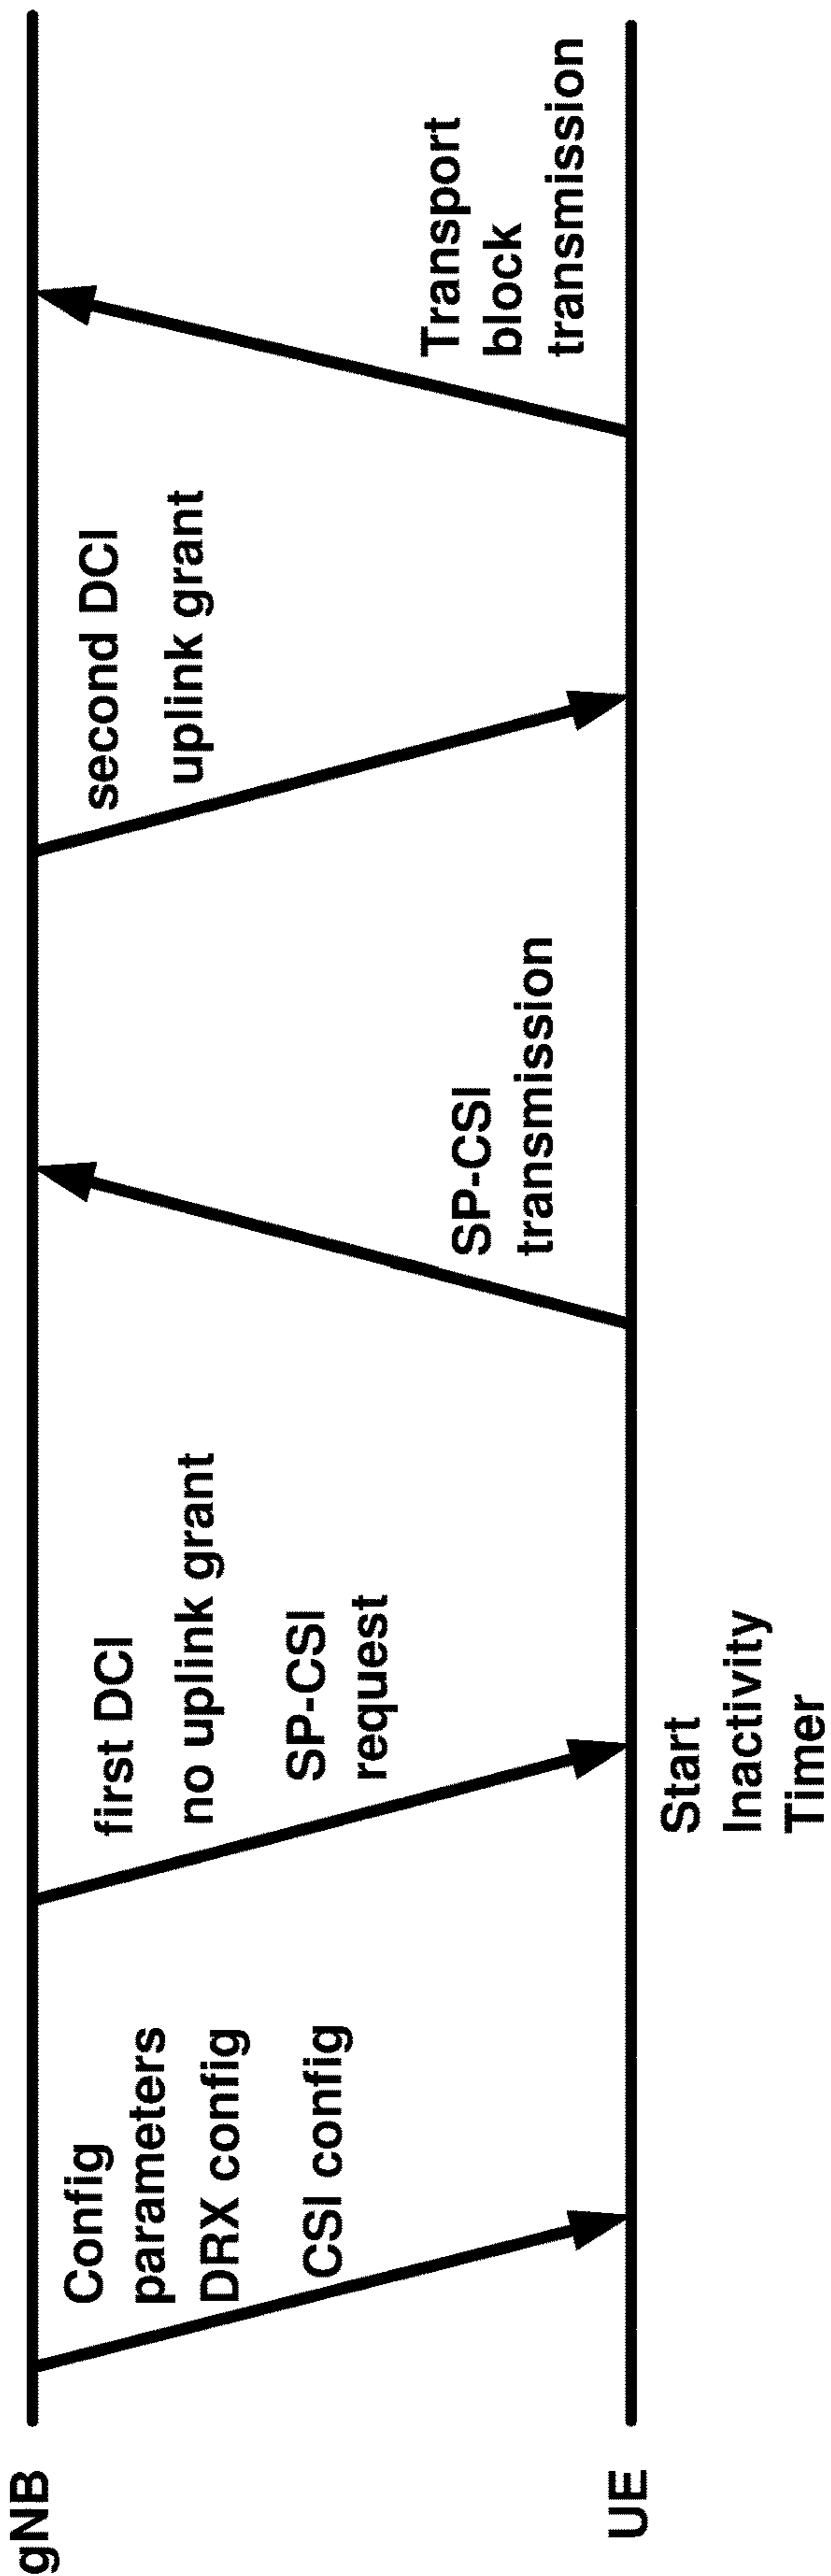 gNB
Config
parameters
DRX config
CSI config
first DCI
no uplink grant
SP-CSI
request
SP-CSI
transmission
second DCI
uplink grant
Transport
block
transmission
UE
Start
Inactivity
Timer